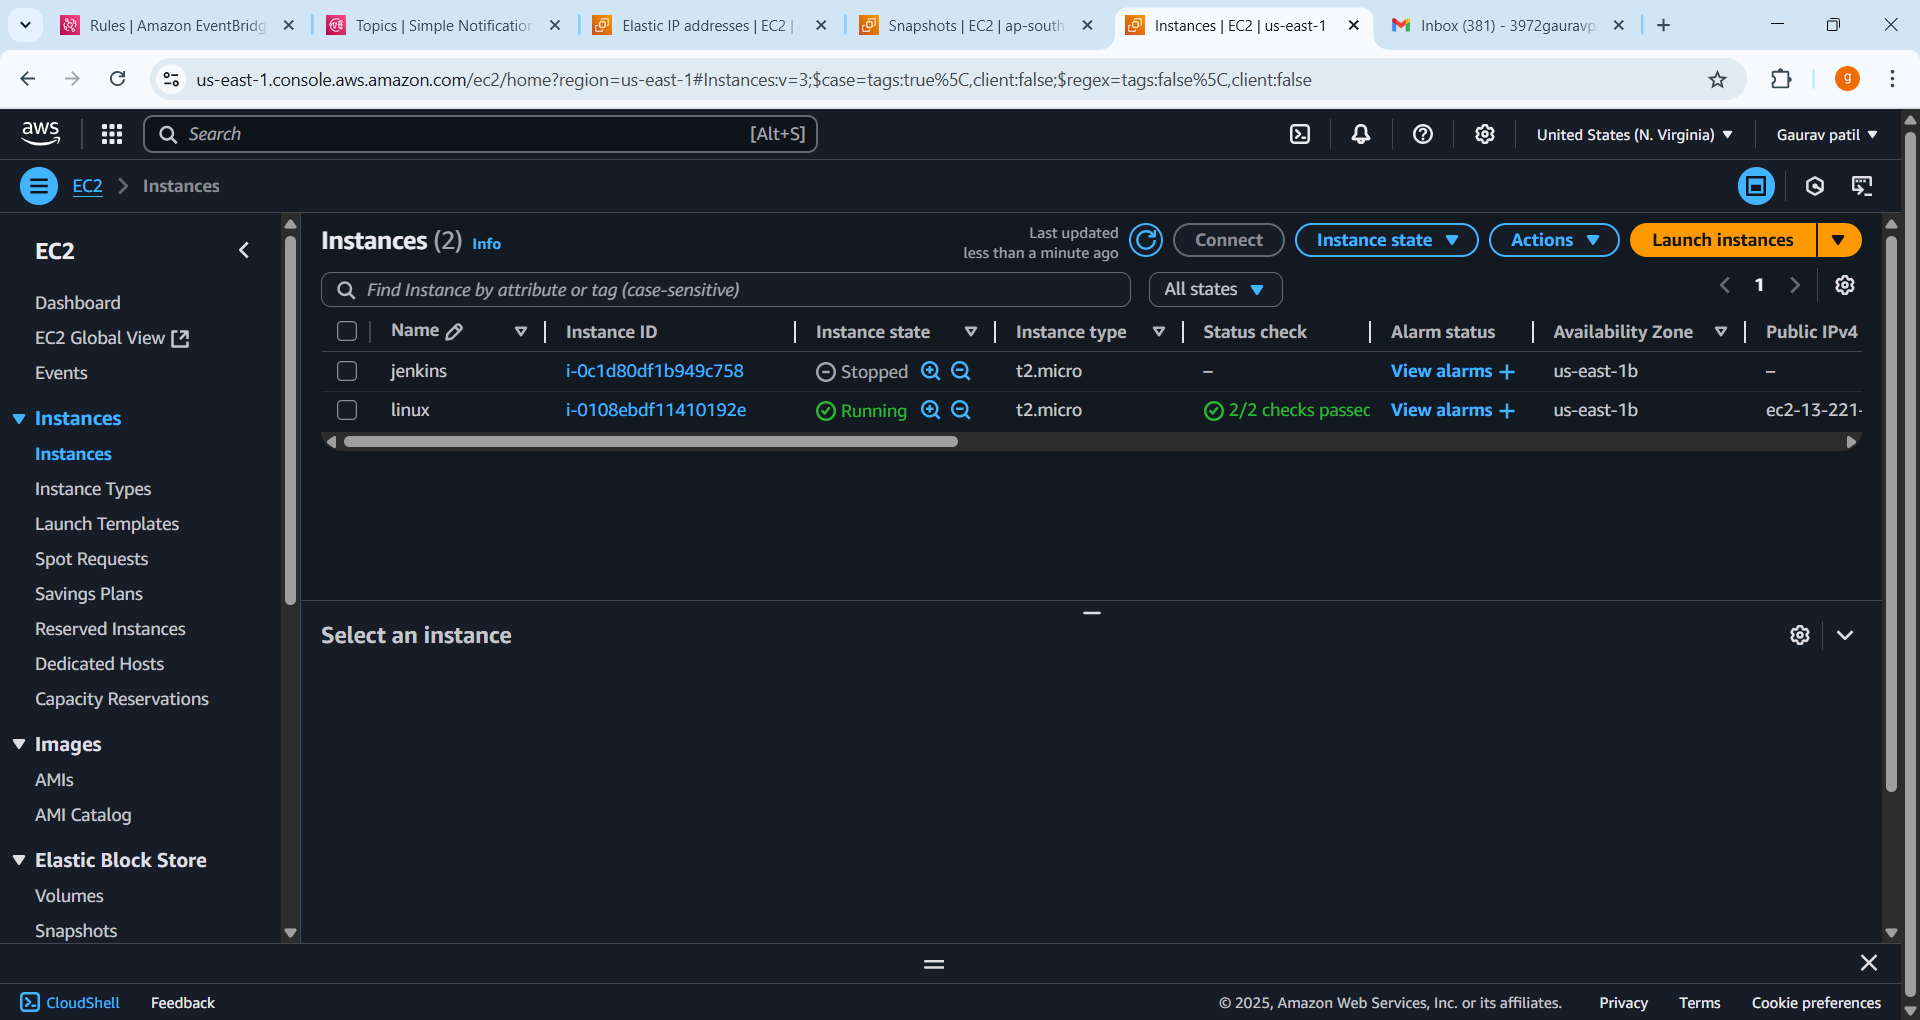 Rules | Amazon EventBridg
Topics | Simple Notification
Elastic IP addresses | EC2 |
Snapshots | EC2 | ap-south
Instances | EC2 | us-east-1
Inbox (381) - 3972gauravp
us-east-1.console.aws.amazon.com/ec2/home?region=us-east-1#Instances:v=3;$case=tags:true%5C,client:false;$regex=tags:false%5C,client:false
g
aws
Search
[Alt+S]
United States (N. Virginia)
Gaurav patil
EC2
Instances
EC2
Dashboard
EC2 Global View
Events
Instances
Instances
Instance Types
Launch Templates
Spot Requests
Savings Plans
Reserved Instances
Dedicated Hosts
Capacity Reservations
Images
AMIs
AMI Catalog
Elastic Block Store
Volumes
Snapshots
Instances (2) Info
Last updated
less than a minute ago
Connect
Instance state
Actions
Launch instances
Find Instance by attribute or tag (case-sensitive)
All states
1
Name Instance ID Instance state Instance type Status check Alarm status Availability Zone Public IPv4
jenkins i-0c1d80df1b949c758 Stopped t2.micro – View alarms + us-east-1b –
linux i-0108ebdf11410192e Running t2.micro 2/2 checks passed View alarms + us-east-1b ec2-13-221-
Select an instance
CloudShell
Feedback
© 2025, Amazon Web Services, Inc. or its affiliates.
Privacy
Terms
Cookie preferences